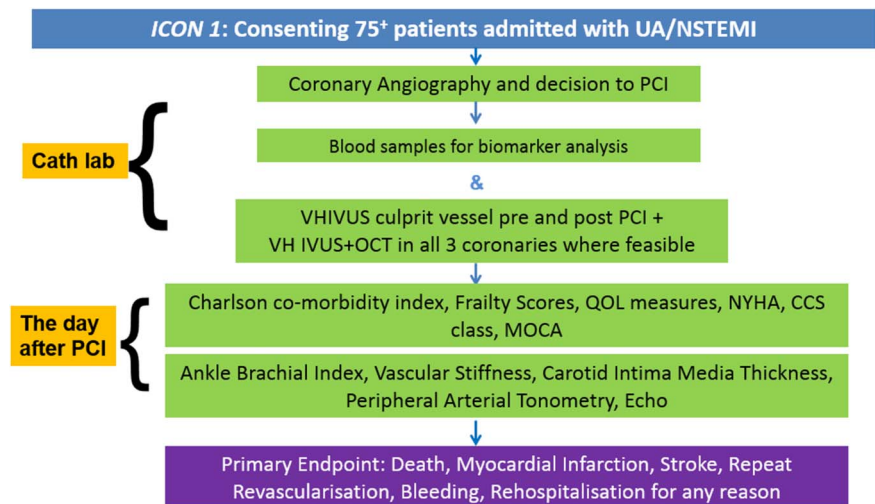 ICON 1: Consenting 75+ patients admitted with UA/NSTEMI
Coronary Angiography and decision to PCI
Cath lab
Blood samples for biomarker analysis
&
VHIVUS culprit vessel pre and post PCI +
VH IVUS+OCT in all 3 coronaries where feasible
The day
after PCI
Charlson co-morbidity index, Frailty Scores, QOL measures, NYHA, CCS
class, MOCA
Ankle Brachial Index, Vascular Stiffness, Carotid Intima Media Thickness,
Peripheral Arterial Tonometry, Echo
Primary Endpoint: Death, Myocardial Infarction, Stroke, Repeat
Revascularisation, Bleeding, Rehospitalisation for any reason